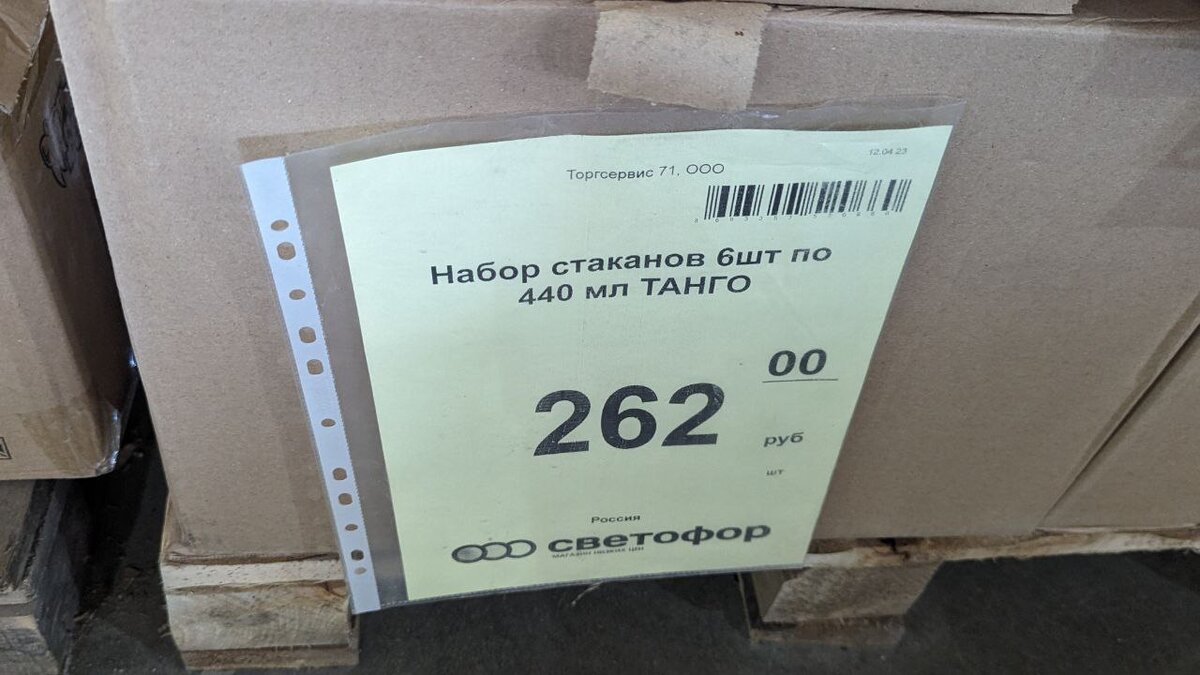 12.04.23
Торгсервис 71, ООО
Набор стаканов 6шт по
440 мл ТАНГО
262
00
руб
шт
Россия
светофор
МАГАЗИН НИЗКИХ ЦЕН